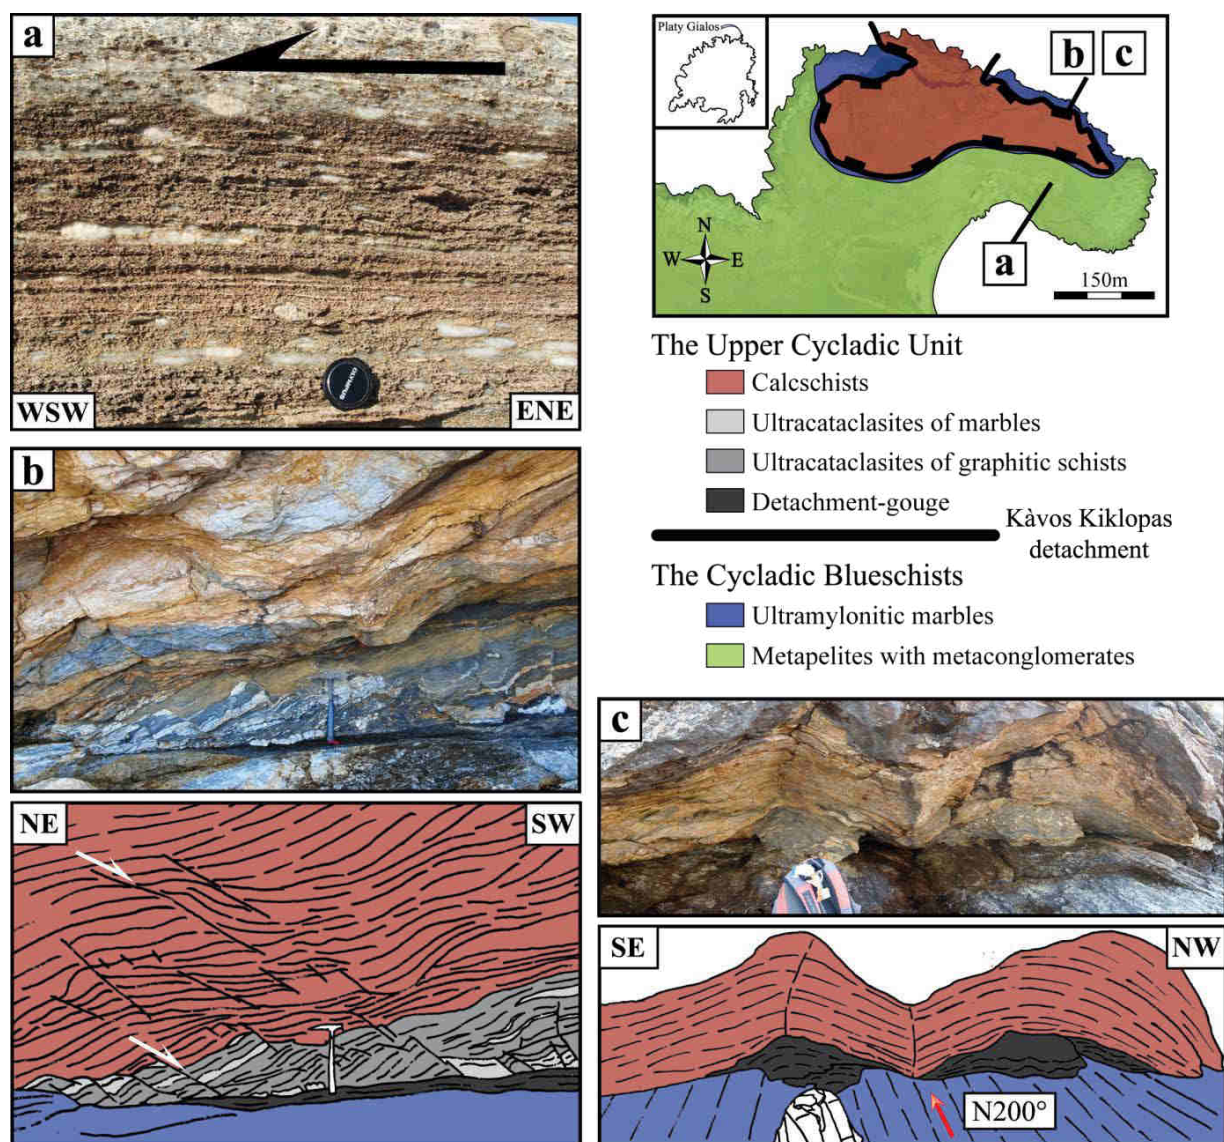 a
WSW
ENE
OLYMPUS
Platy Gialos
b
c
N
W
E
S
a
150m
The Upper Cycladic Unit
Calcschists
Ultracataclasites of marbles
Ultracataclasites of graphitic schists
Detachment-gouge
Kàvos Kiklopas
detachment
The Cycladic Blueschists
Ultramylonitic marbles
Metapelites with metaconglomerates
b
NE
SW
c
SE
NW
N200°